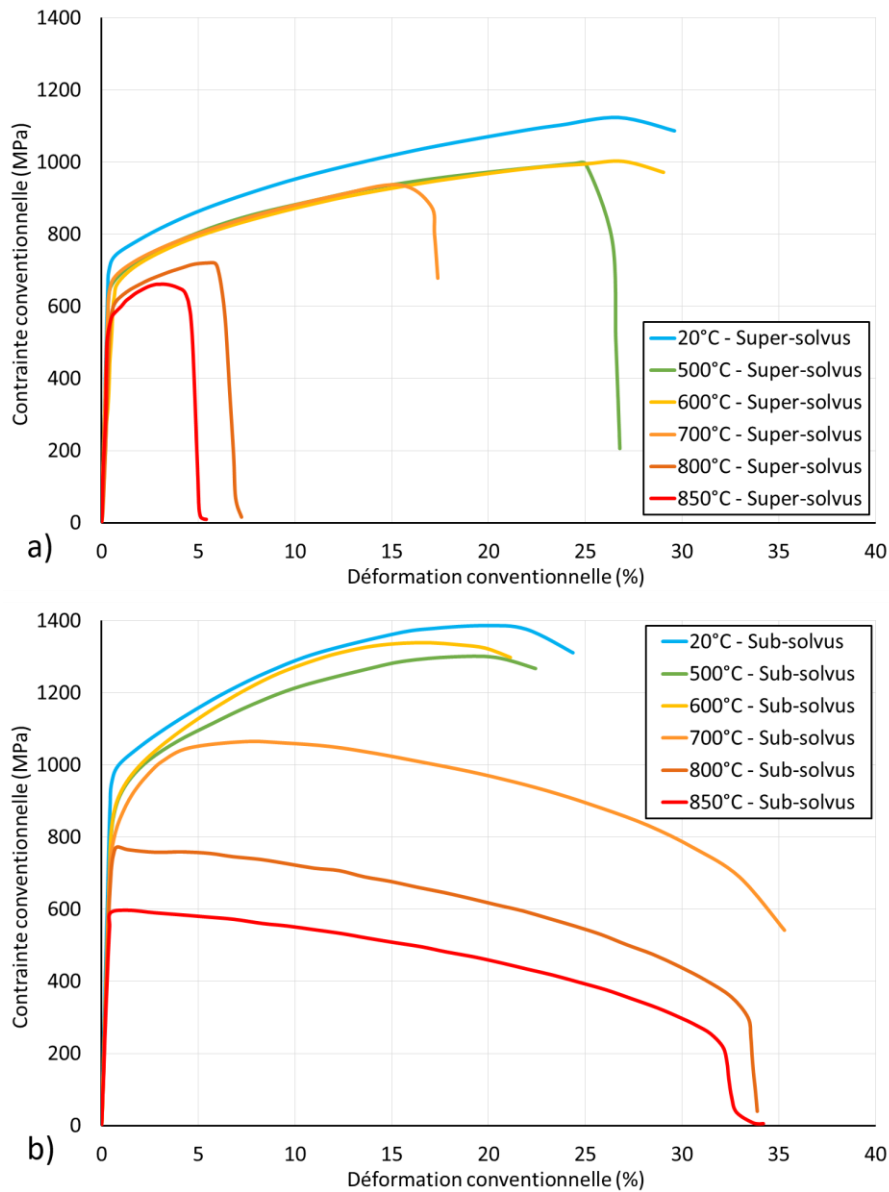 1400
1200
1000
800
600
400
200
0
Contrainte conventionnelle (MPa)
20°C - Super-solvus
500°C - Super-solvus
600°C - Super-solvus
700°C - Super-solvus
800°C - Super-solvus
850°C - Super-solvus
a)
0 5 10 15 20 25 30 35 40
Déformation conventionnelle (%)
1400
1200
1000
800
600
400
200
0
Contrainte conventionnelle (MPa)
20°C - Sub-solvus
500°C - Sub-solvus
600°C - Sub-solvus
700°C - Sub-solvus
800°C - Sub-solvus
850°C - Sub-solvus
b)
0 5 10 15 20 25 30 35 40
Déformation conventionnelle (%)